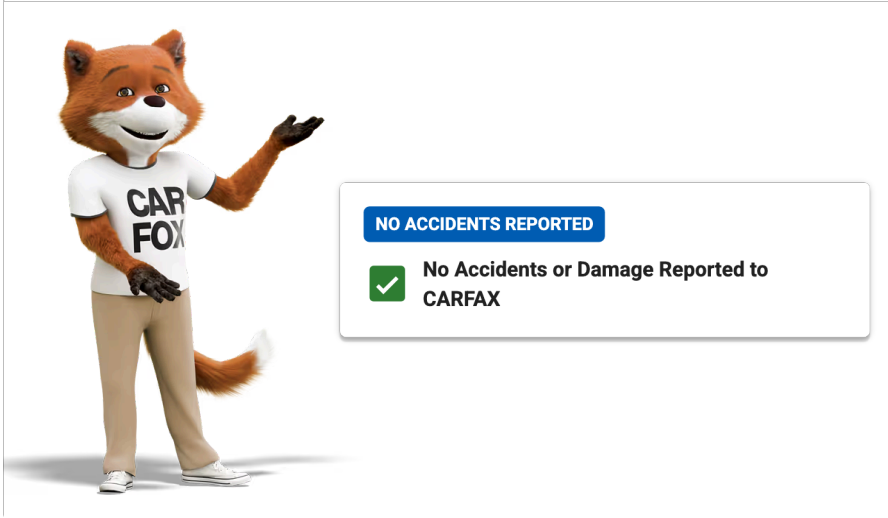 CAR
FOX
NO ACCIDENTS REPORTED
No Accidents or Damage Reported to
CARFAX